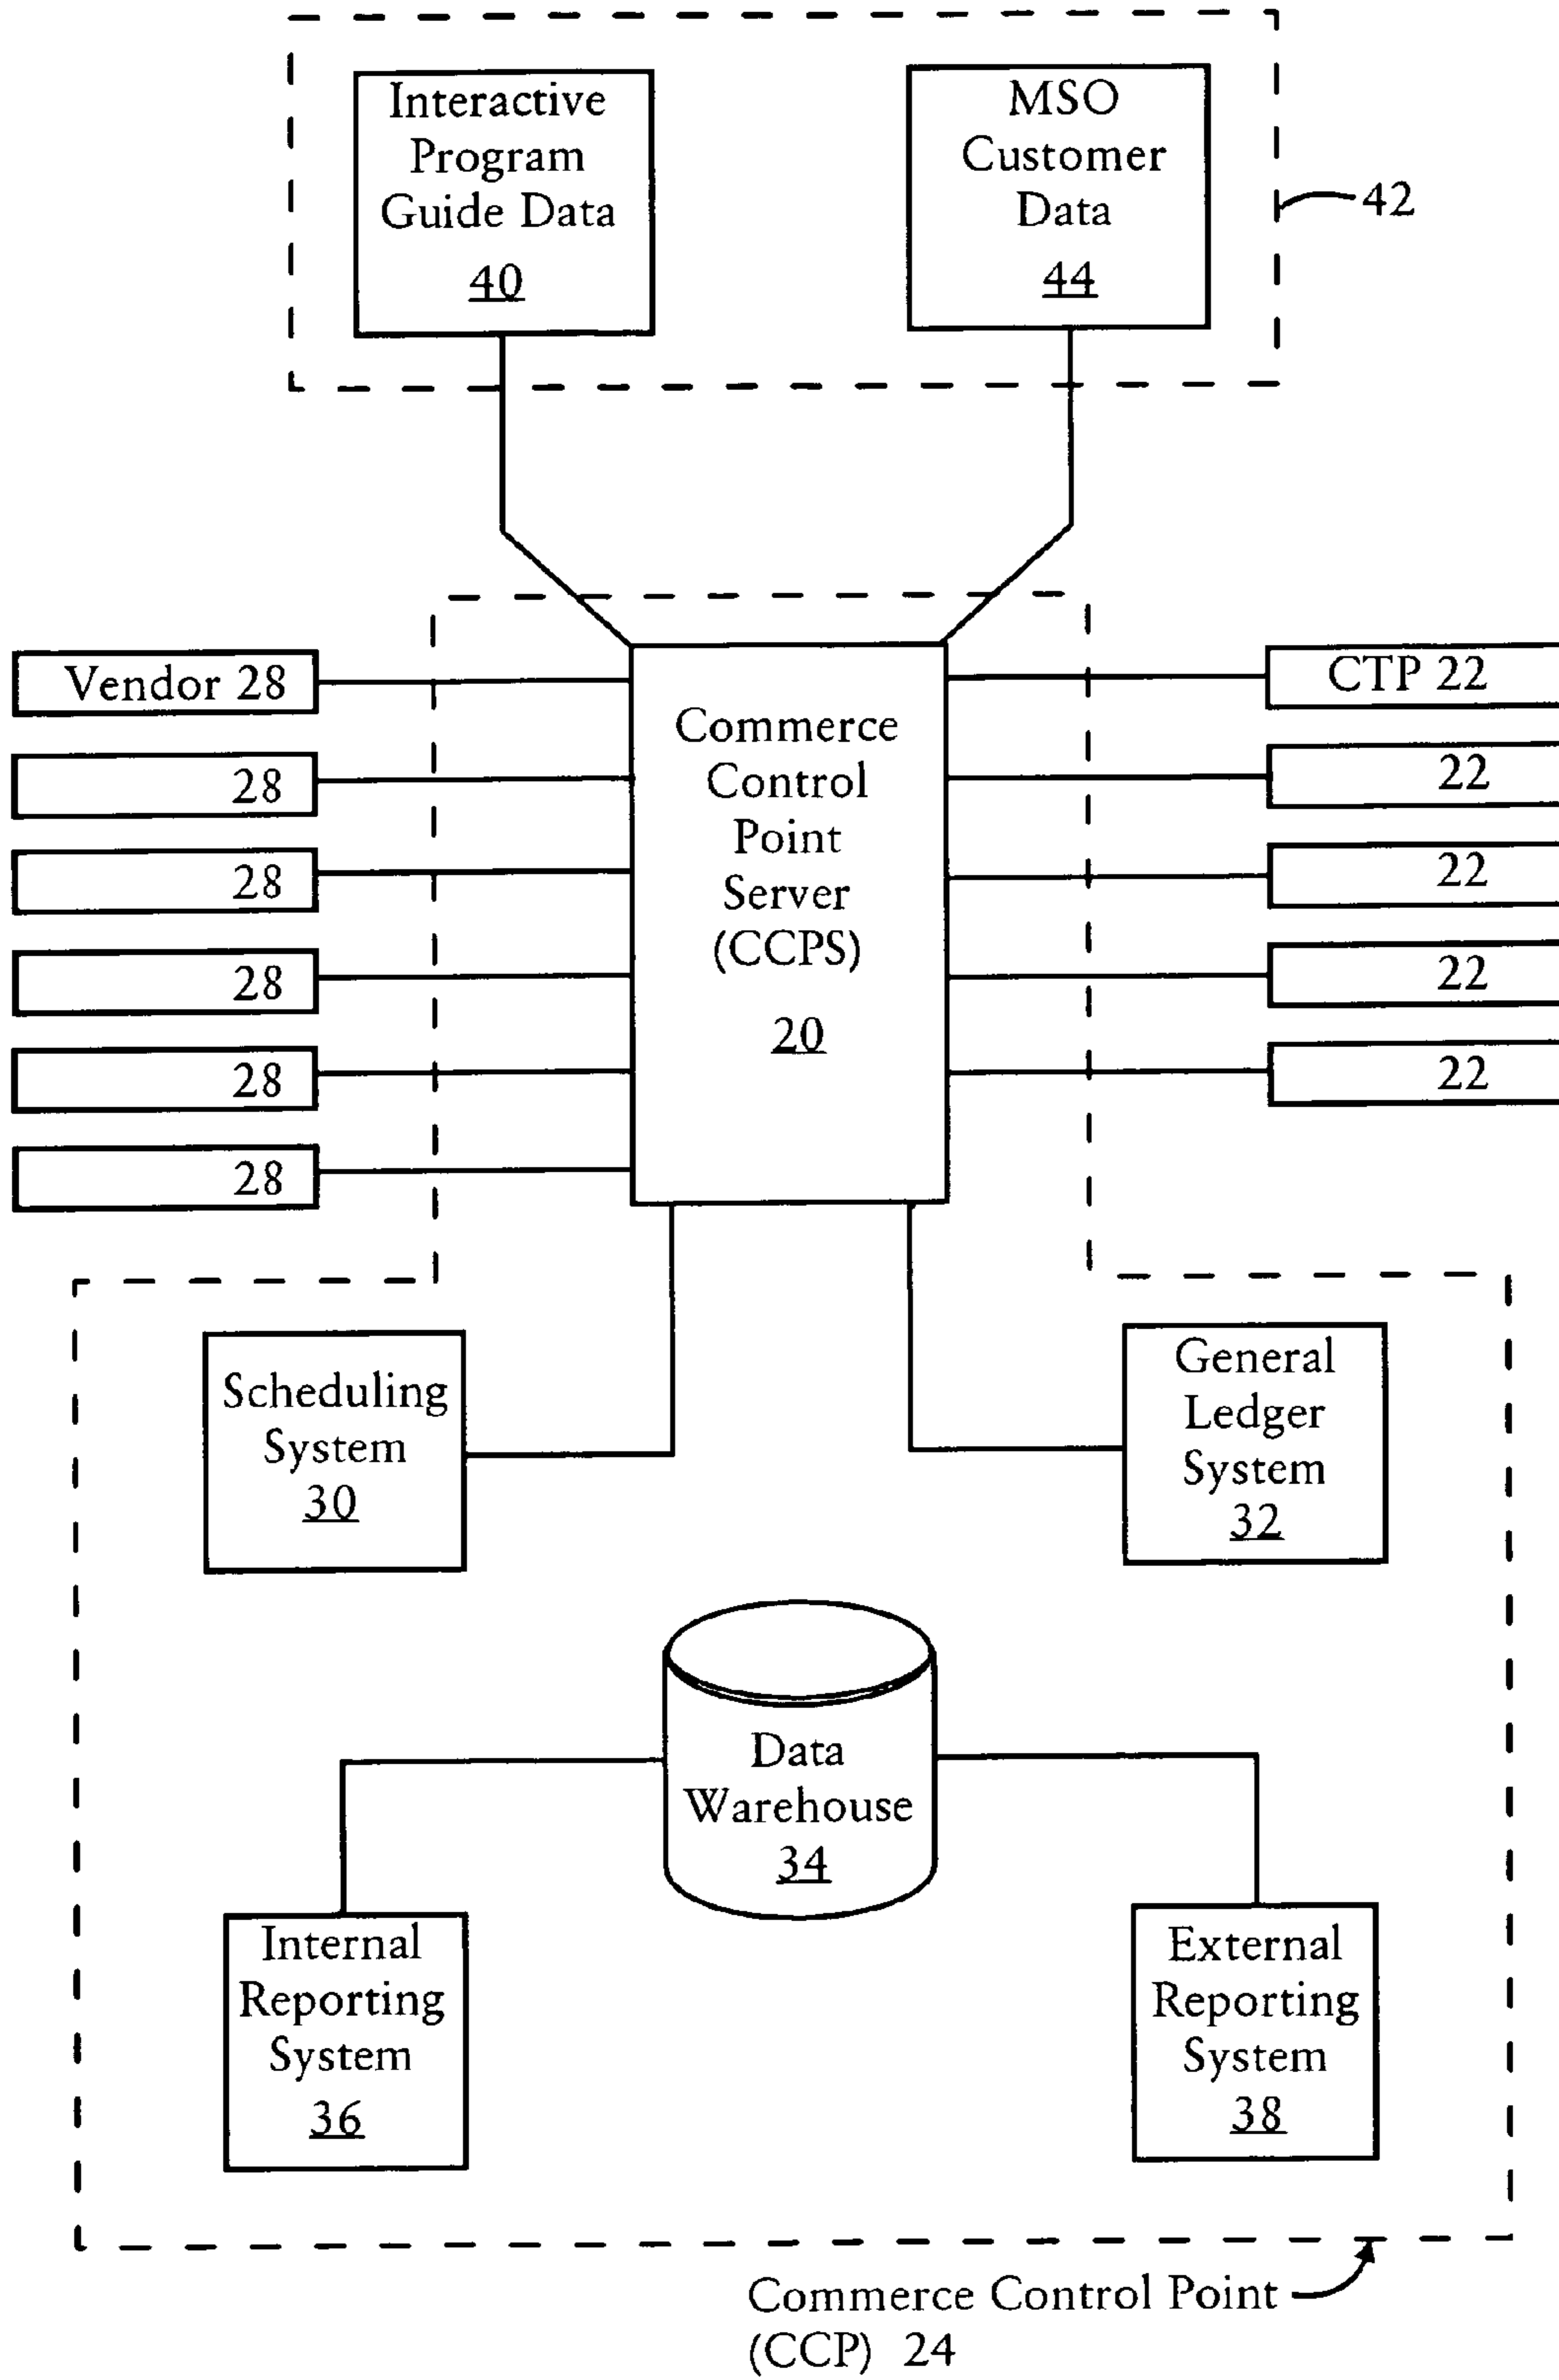 Interactive
Program
Guide Data
40
MSO
Customer
Data
44
42
Vendor 28
28
28
28
28
28
Commerce
Control
Point
Server
(CCPS)
20
CTP 22
22
22
22
22
Scheduling
System
30
General
Ledger
System
32
Data
Warehouse
34
Internal
Reporting
System
36
External
Reporting
System
38
Commerce Control Point
(CCP) 24